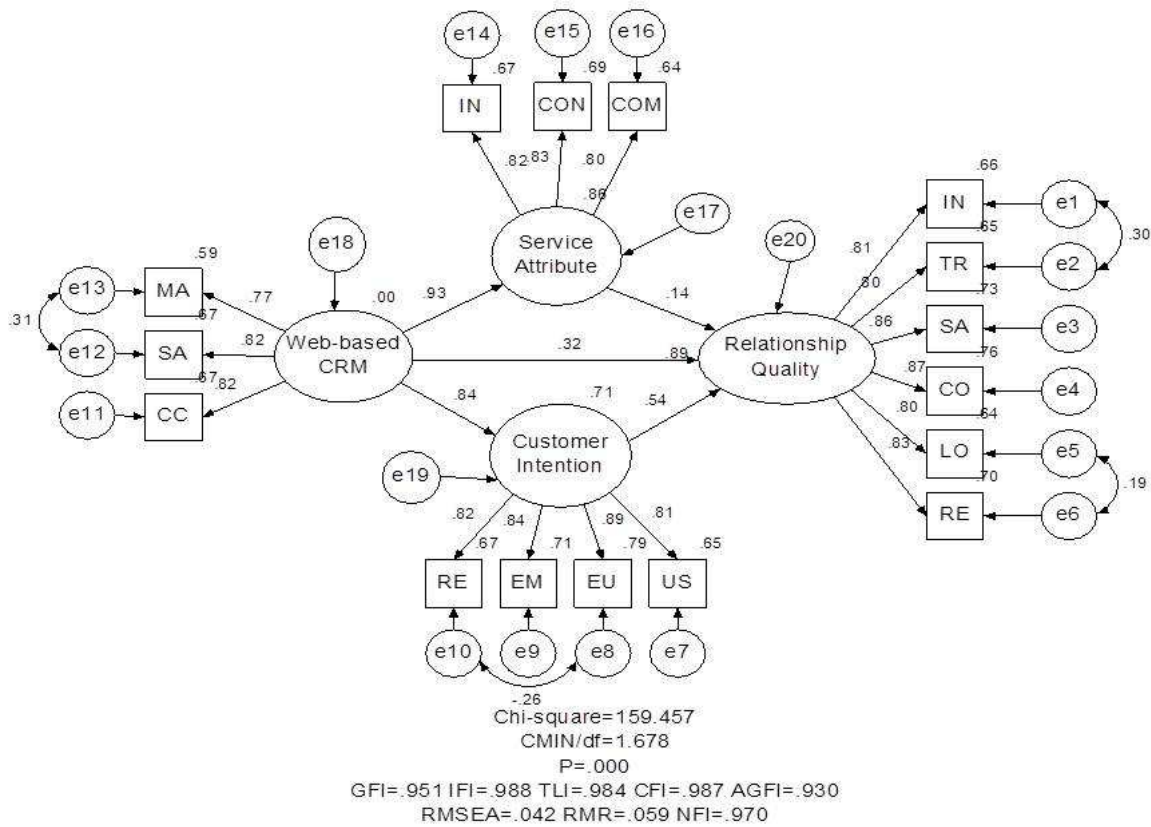 e14 e15 e16
.67 .69 .64
IN CON COM
.82 .83 .80
.86
.66
IN e1
.65
.30
e17
e18 e20
Service
Attribute
.81
TR e2
.80
.73
.59
e13 MA
.77
.67
.00
.93
.14
.86
SA e3
.76
.31
e12 SA
.82
.67
Web-based
CRM
.32
.89
Relationship
Quality
.87
CO e4
.64
e11 CC
.82
.84
.71
.54
.80
LO e5
.70
.19
Customer
Intention
.83
RE e6
e19
.82 .84 .89 .81
.67 .71 .79 .65
RE EM EU US
e10 e9 e8 e7
-.26
Chi-square=159.457
CMIN/df=1.678
P=.000
GFI=.951 IFI=.988 TLI=.984 CFI=.987 AGFI=.930
RMSEA=.042 RMR=.059 NFI=.970